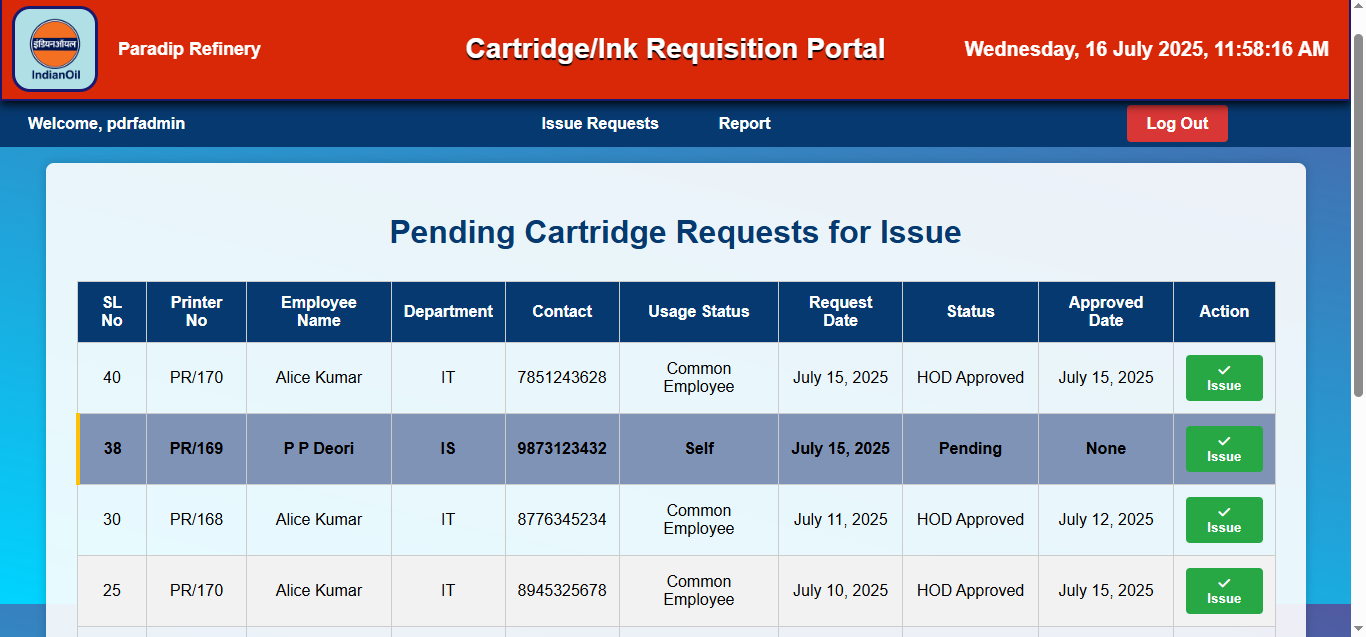 इंडियनऑयल
IndianOil
Paradip Refinery
Cartridge/Ink Requisition Portal
Wednesday, 16 July 2025, 11:58:16 AM
Welcome, pdrfadmin
Issue Requests
Report
Log Out
Pending Cartridge Requests for Issue
SL No
Printer No
Employee Name
Department
Contact
Usage Status
Request Date
Status
Approved Date
Action
40 PR/170 Alice Kumar IT 7851243628 Common Employee July 15, 2025 HOD Approved July 15, 2025 Issue
38 PR/169 P P Deori IS 9873123432 Self July 15, 2025 Pending None Issue
30 PR/168 Alice Kumar IT 8776345234 Common Employee July 11, 2025 HOD Approved July 12, 2025 Issue
25 PR/170 Alice Kumar IT 8945325678 Common Employee July 10, 2025 HOD Approved July 15, 2025 Issue